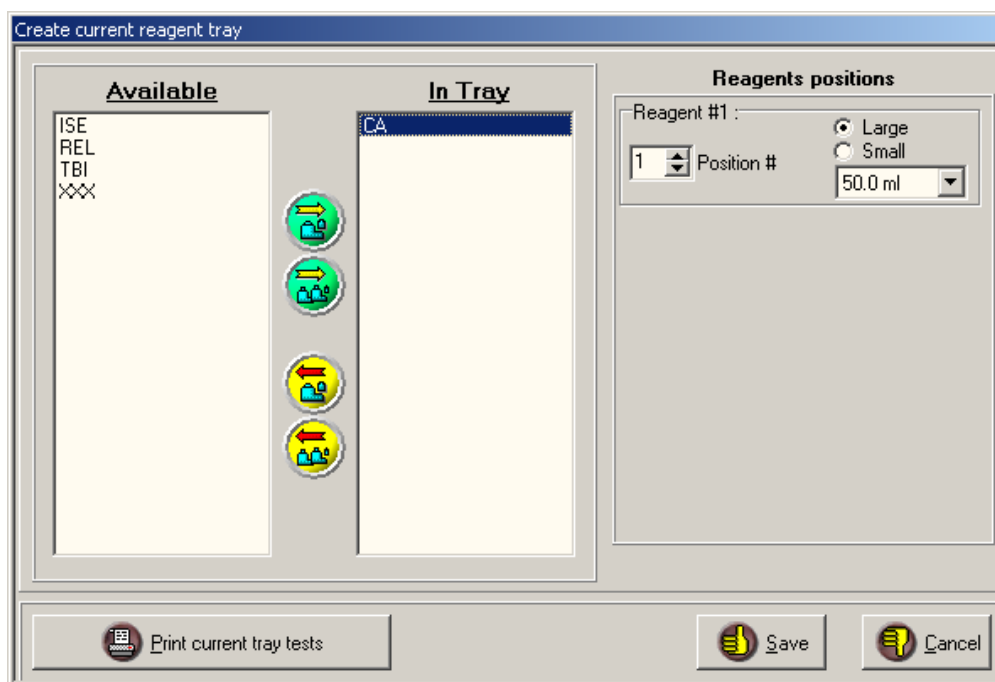 Create current reagent tray
Available
ISE
REL
TBI
XXX
In Tray
CA
Reagents positions
Reagent #1 :
1 Position #
Large
Small
50.0 ml
Print current tray tests
Save
Cancel